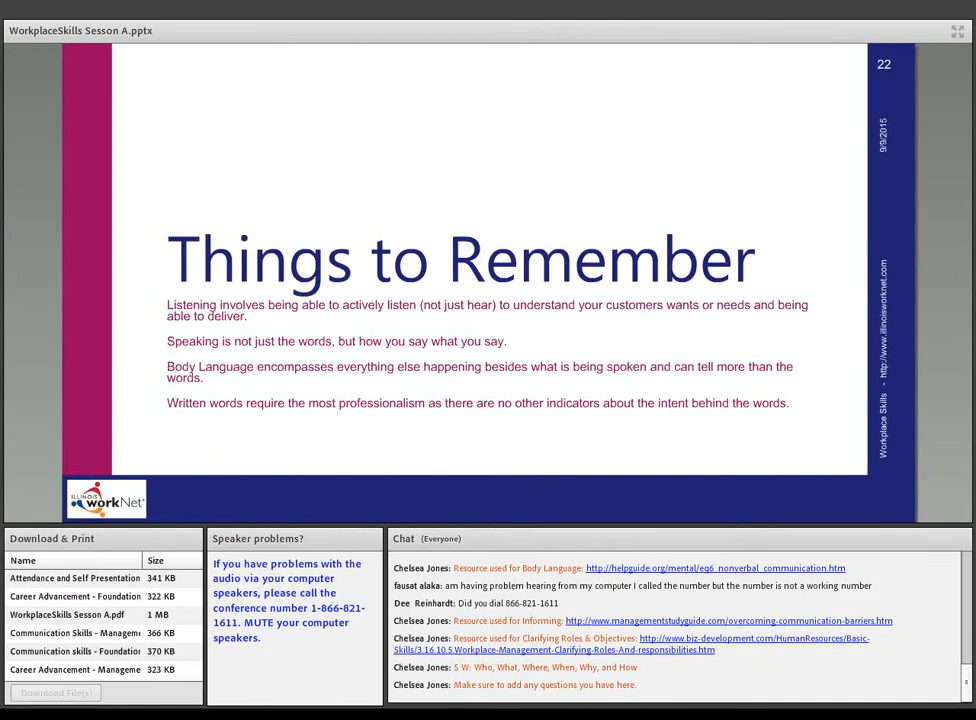 WorkplaceSkills Sesson A.pptx
22
9/9/2015
Workplace Skills - http://www.illinoisworknet.com
Things to Remember
Listening involves being able to actively listen (not just hear) to understand your customers wants or needs and being
able to deliver.
Speaking is not just the words, but how you say what you say.
Body Language encompasses everything else happening besides what is being spoken and can tell more than the
words.
Written words require the most professionalism as there are no other indicators about the intent behind the words.
ILLINOIS
workNet
Download & Print
Name Size
Attendance and Self Presentation 341 KB
Career Advancement - Foundation 322 KB
WorkplaceSkills Sesson A.pdf 1 MB
Communication Skills - Manageme 366 KB
Communication skills - Foundation 370 KB
Career Advancement - Manageme 323 KB
Download File(s)
Speaker problems?
If you have problems with the
audio via your computer
speakers, please call the
conference number 1-866-821-
1611. MUTE your computer
speakers.
Chat (Everyone)
Chelsea Jones: Resource used for Body Language: http://helpguide.org/mental/eq6_nonverbal_communication.htm
fausat alaka: am having problem hearing from my computer I called the number but the number is not a working number
Dee Reinhardt: Did you dial 866-821-1611
Chelsea Jones: Resource used for Informing: http://www.managementstudyguide.com/overcoming-communication-barriers.htm
Chelsea Jones: Resource used for Clarifying Roles & Objectives: http://www.biz-development.com/HumanResources/Basic-
Skills/3.16.10.5.Workplace-Management-Clarifying-Roles-And-responsibilities.htm
Chelsea Jones: 5 W: Who, What, Where, When, Why, and How
Chelsea Jones: Make sure to add any questions you have here.